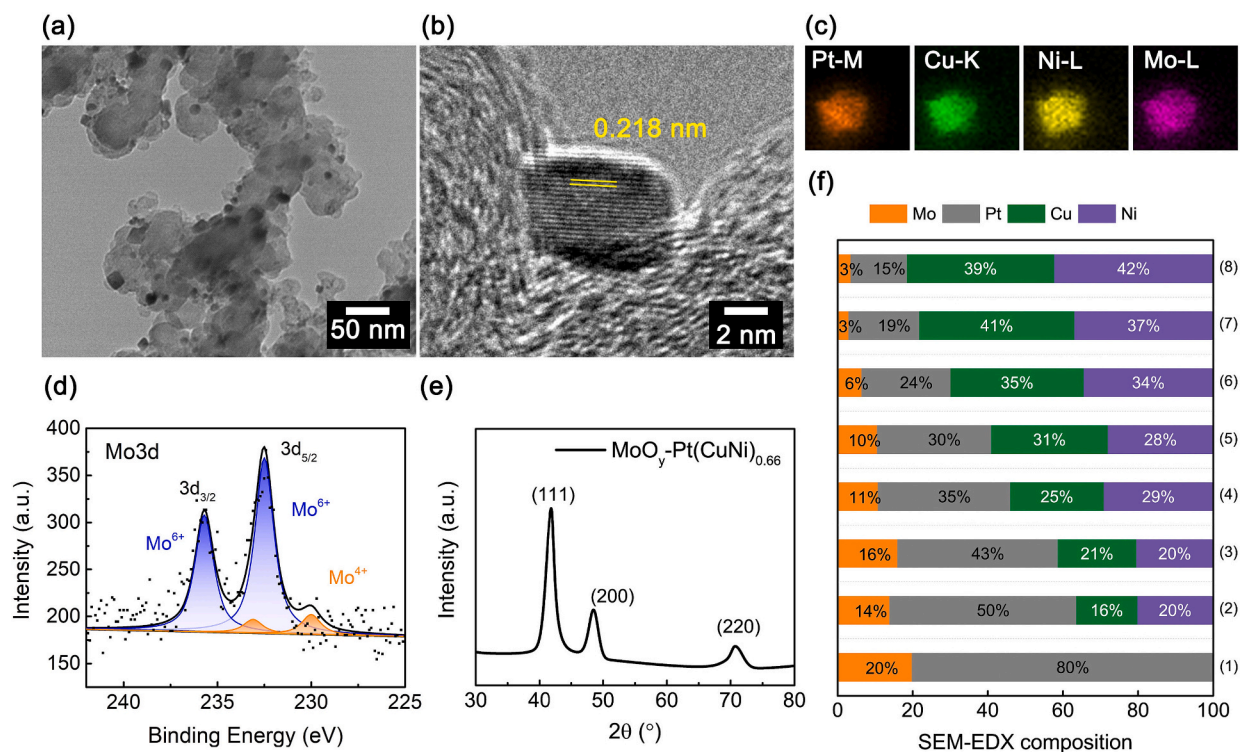 (a)
50 nm
(b)
0.218 nm
2 nm
(c)
Pt-M Cu-K Ni-L Mo-L
(d)
Mo3d
3d5/2
3d3/2
Mo6+
Mo6+
Mo4+
400
350
300
250
200
150
240 235 230 225
Intensity (a.u.)
Binding Energy (eV)
(e)
MoOy-Pt(CuNi)0.66
(111)
(200)
(220)
Intensity (a.u.)
30 40 50 60 70 80
2θ (°)
(f)
Mo Pt Cu Ni
3% 15% 39% 42% (8)
3% 19% 41% 37% (7)
6% 24% 35% 34% (6)
10% 30% 31% 28% (5)
11% 35% 25% 29% (4)
16% 43% 21% 20% (3)
14% 50% 16% 20% (2)
20% 80% (1)
0 20 40 60 80 100
SEM-EDX composition